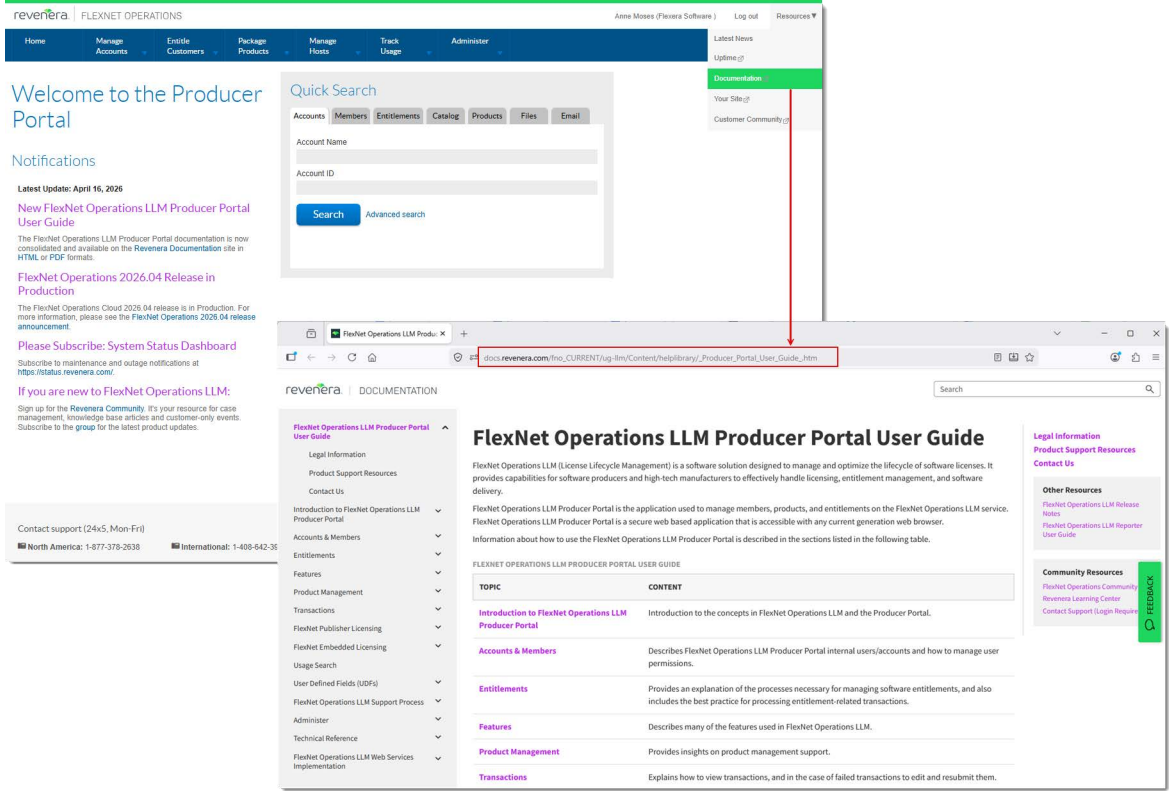 revenera. FLEXNET OPERATIONS
Anne Moses (Flexera Software )
Log out
Resources▼
Home
Manage
Accounts
Entitle
Customers
Package
Products
Manage
Hosts
Track
Usage
Administer
Latest News
Uptime
Documentation
Your Site
Customer Community
Welcome to the Producer
Portal
Notifications
Latest Update: April 16, 2026
New FlexNet Operations LLM Producer Portal
User Guide
The FlexNet Operations LLM Producer Portal documentation is now
consolidated and available on the Revenera Documentation site in
HTML or PDF formats.
FlexNet Operations 2026.04 Release in
Production
The FlexNet Operations Cloud 2026.04 release is in Production. For
more information, please see the FlexNet Operations 2026.04 release
announcement.
Please Subscribe: System Status Dashboard
Subscribe to maintenance and outage notifications at
https://status.revenera.com/.
If you are new to FlexNet Operations LLM:
Sign up for the Revenera Community. It's your resource for case
management, knowledge base articles and customer-only events.
Subscribe to the group for the latest product updates.
Contact support (24x5, Mon-Fri)
North America: 1-877-378-2638
International: 1-408-642-39
Quick Search
Accounts Members Entitlements Catalog Products Files Email
Account Name
Account ID
Search Advanced search
FlexNet Operations LLM Produc
docs.revenera.com/fno_CURRENT/ug-llm/Content/helplibrary/_Producer_Portal_User_Guide_.htm
revenera. DOCUMENTATION
Search
FlexNet Operations LLM Producer Portal
User Guide
Legal Information
Product Support Resources
Contact Us
Introduction to FlexNet Operations LLM
Producer Portal
Accounts & Members
Entitlements
Features
Product Management
Transactions
FlexNet Publisher Licensing
FlexNet Embedded Licensing
Usage Search
User Defined Fields (UDFs)
FlexNet Operations LLM Support Process
Administer
Technical Reference
FlexNet Operations LLM Web Services
Implementation
FlexNet Operations LLM Producer Portal User Guide
FlexNet Operations LLM (License Lifecycle Management) is a software solution designed to manage and optimize the lifecycle of software licenses. It
provides capabilities for software producers and high-tech manufacturers to effectively handle licensing, entitlement management, and software
delivery.
FlexNet Operations LLM Producer Portal is the application used to manage members, products, and entitlements on the FlexNet Operations LLM service.
FlexNet Operations LLM Producer Portal is a secure web based application that is accessible with any current generation web browser.
Information about how to use the FlexNet Operations LLM Producer Portal is described in the sections listed in the following table.
FLEXNET OPERATIONS LLM PRODUCER PORTAL USER GUIDE
TOPIC CONTENT
Introduction to FlexNet Operations LLM
Producer Portal
Introduction to the concepts in FlexNet Operations LLM and the Producer Portal.
Accounts & Members
Describes FlexNet Operations LLM Producer Portal internal users/accounts and how to manage user
permissions.
Entitlements
Provides an explanation of the processes necessary for managing software entitlements, and also
includes the best practice for processing entitlement-related transactions.
Features
Describes many of the features used in FlexNet Operations LLM.
Product Management
Provides insights on product management support.
Transactions
Explains how to view transactions, and in the case of failed transactions to edit and resubmit them.
Legal Information
Product Support Resources
Contact Us
Other Resources
FlexNet Operations LLM Release
Notes
FlexNet Operations LLM Reporter
User Guide
Community Resources
FlexNet Operations Community
Revenera Learning Center
Contact Support (Login Require
FEEDBACK